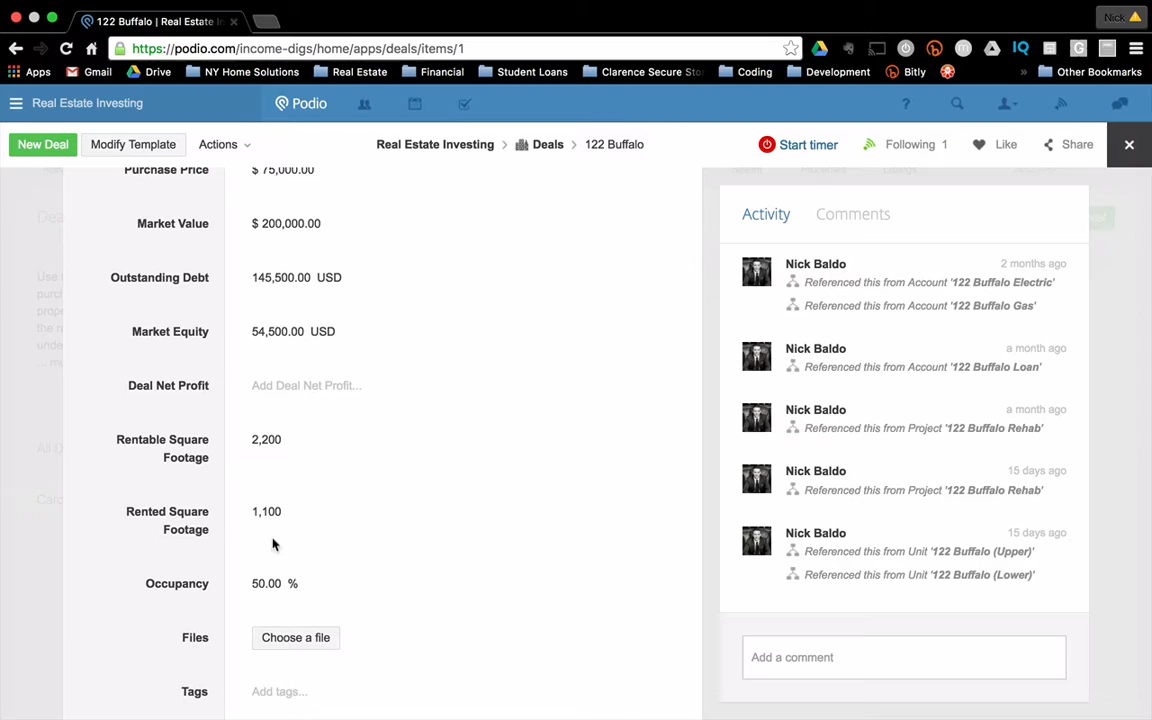 122 Buffalo | Real Estate In
Nick
https://podio.com/income-digs/home/apps/deals/items/1
Apps
Gmail
Drive
NY Home Solutions
Real Estate
Financial
Student Loans
Clarence Secure Sto
Coding
Development
Bitly
»
Other Bookmarks
Real Estate Investing
Podio
?
New Deal
Modify Template
Actions
Real Estate Investing > Deals > 122 Buffalo
Start timer
Following 1
Like
Share
Purchase Price
$ 75,000.00
Market Value
$ 200,000.00
Outstanding Debt
145,500.00 USD
Market Equity
54,500.00 USD
Deal Net Profit
Add Deal Net Profit...
Rentable Square
Footage
2,200
Rented Square
Footage
1,100
Occupancy
50.00 %
Files
Choose a file
Tags
Add tags...
Activity
Comments
Nick Baldo
2 months ago
Referenced this from Account '122 Buffalo Electric'
Referenced this from Account '122 Buffalo Gas'
Nick Baldo
a month ago
Referenced this from Account '122 Buffalo Loan'
Nick Baldo
a month ago
Referenced this from Project '122 Buffalo Rehab'
Nick Baldo
15 days ago
Referenced this from Project '122 Buffalo Rehab'
Nick Baldo
15 days ago
Referenced this from Unit '122 Buffalo (Upper)'
Referenced this from Unit '122 Buffalo (Lower)'
Add a comment